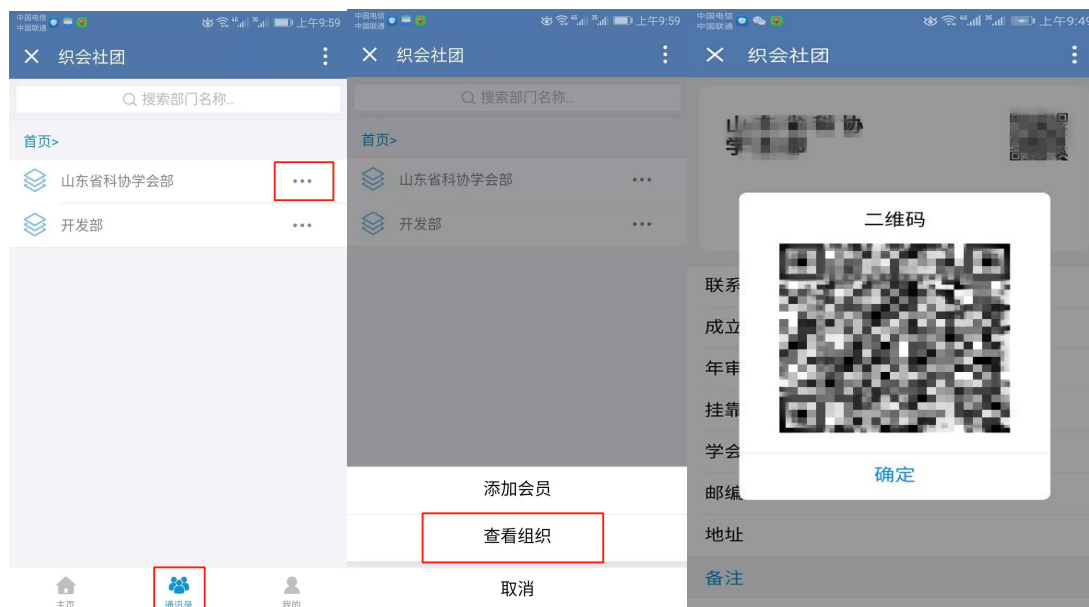 中国电信
中国联通
上午9:59
织会社团
搜索部门名称..
首页>
山东省科协学会部
开发部
主页
通讯录
我的
中国电信
中国联通
上午9:59
织会社团
搜索部门名称..
首页>
山东省科协学会部
开发部
添加会员
查看组织
取消
中国电信
中国联通
上午9:49
织会社团
二维码
联系
成立
年审
挂靠
学会
确定
邮编
地址
备注